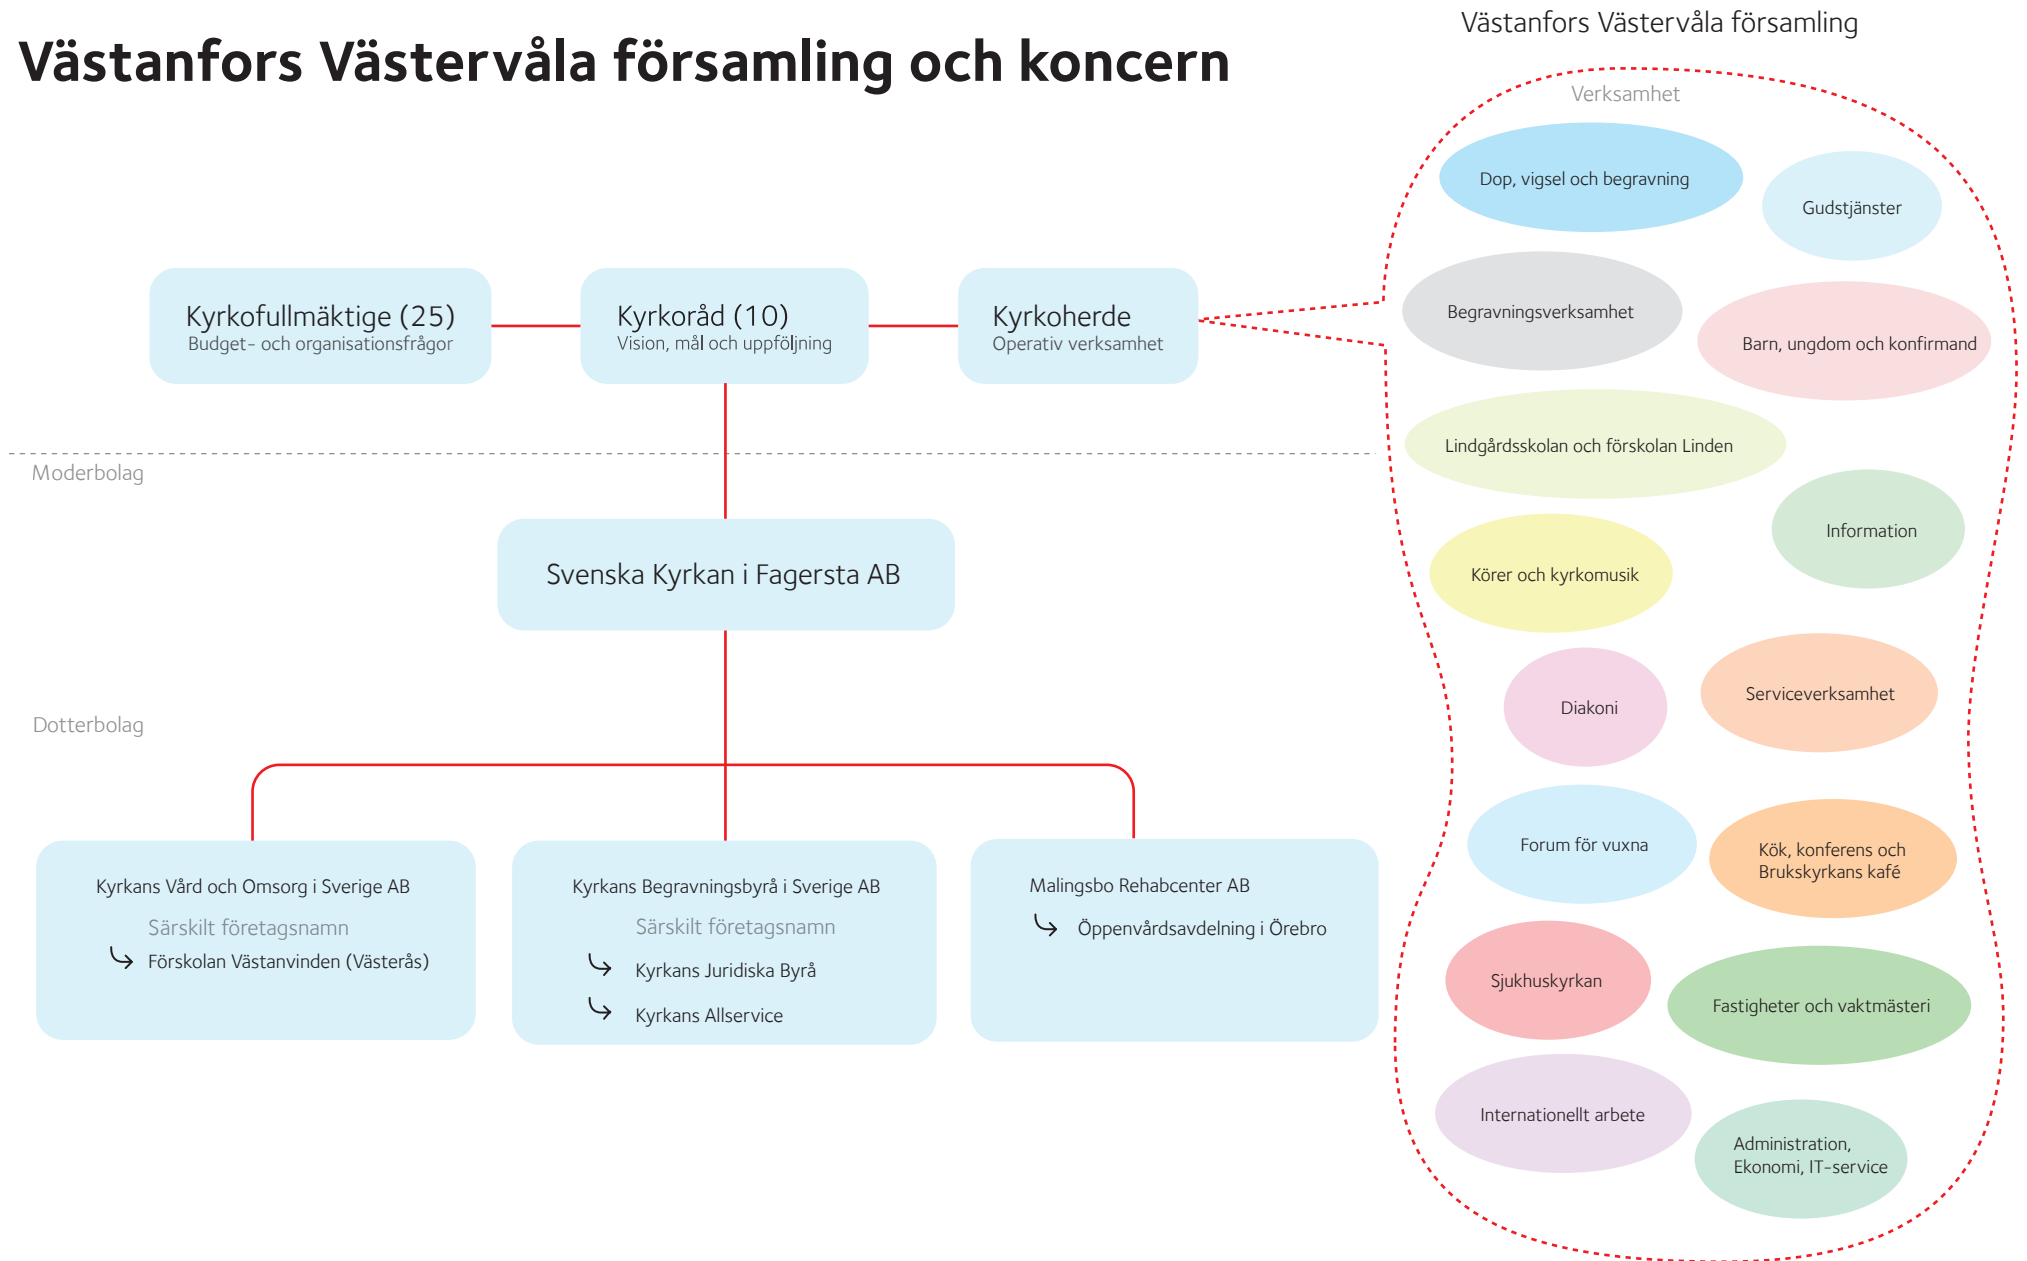 Västanfors Västervåla församling och koncern
Västanfors Västervåla församling
Verksamhet
Dop, vigsel och begravning
Gudstjänster
Begravningsverksamhet
Barn, ungdom och konfirmand
Lindgårdsskolan och förskolan Linden
Information
Körer och kyrkomusik
Diakoni
Serviceverksamhet
Forum för vuxna
Kök, konferens och
Brukskyrkans kafé
Sjukhuskyrkan
Fastigheter och vaktmästeri
Internationellt arbete
Administration,
Ekonomi, IT-service
Kyrkofullmäktige (25)
Budget- och organisationsfrågor
Kyrkoråd (10)
Vision, mål och uppföljning
Kyrkoherde
Operativ verksamhet
Moderbolag
Svenska Kyrkan i Fagersta AB
Dotterbolag
Kyrkans Vård och Omsorg i Sverige AB
Särskilt företagsnamn
Förskolan Västanvinden (Västerås)
Kyrkans Begravningsbyrå i Sverige AB
Särskilt företagsnamn
Kyrkans Juridiska Byrå
Kyrkans Allservice
Malingsbo Rehabcenter AB
Öppenvårdsavdelning i Örebro